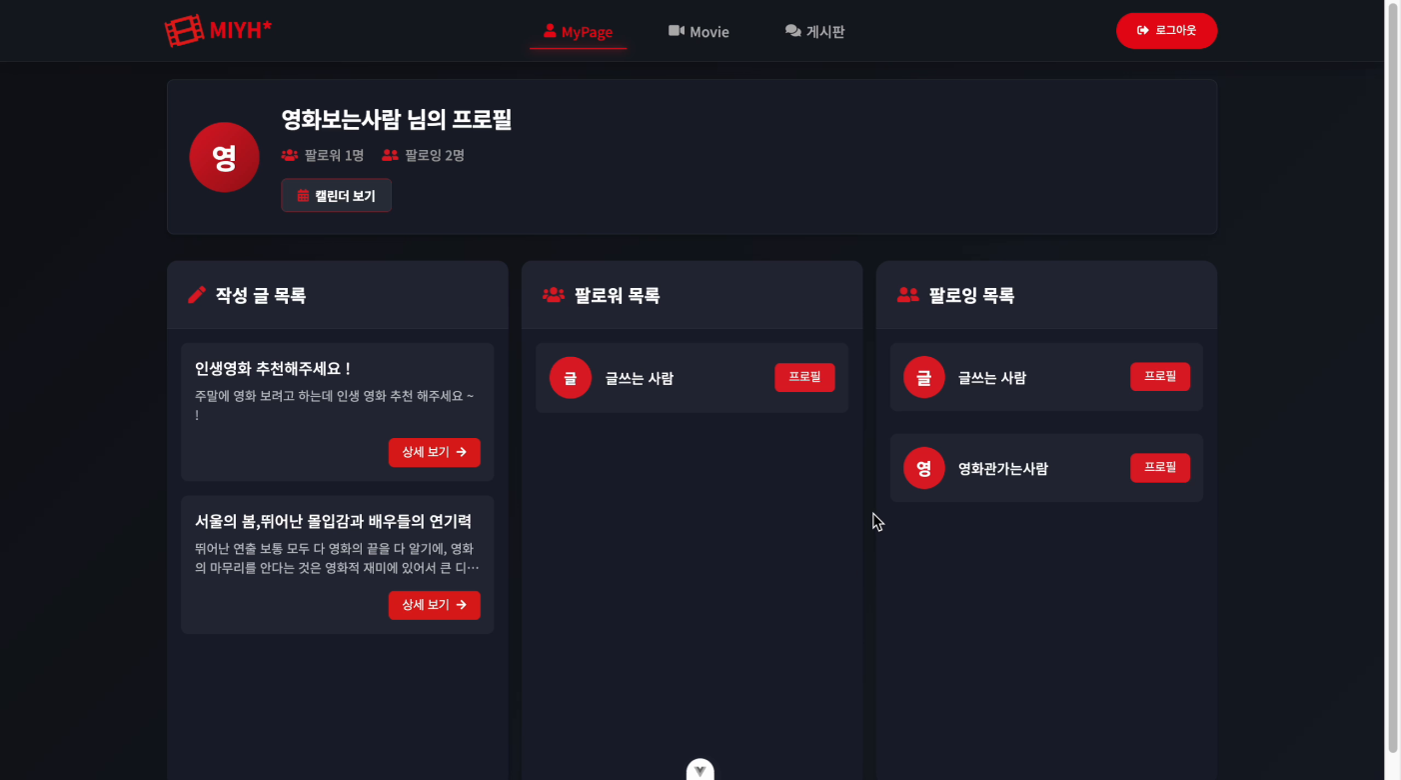 MIYH*
MyPage
Movie
게시판
로그아웃
영
영화보는사람 님의 프로필
팔로워 1명
팔로잉 2명
캘린더 보기
작성 글 목록
인생영화 추천해주세요 !
주말에 영화 보려고 하는데 인생 영화 추천 해주세요 ~
!
상세 보기
서울의 봄,뛰어난 몰입감과 배우들의 연기력
뛰어난 연출 보통 모두 다 영화의 끝을 다 알기에, 영화
의 마무리를 안다는 것은 영화적 재미에 있어서 큰 디…
상세 보기
팔로워 목록
글
글쓰는 사람
프로필
팔로잉 목록
글
글쓰는 사람
프로필
영
영화관가는사람
프로필